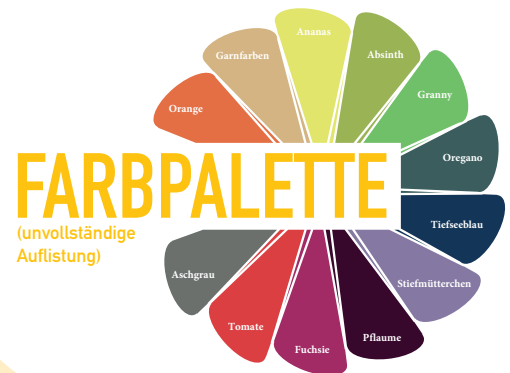 Ananas
Absinth
Garnfarben
Granny
Orange
Oregano
FARBPALETTE
(unvollständige
Auflistung)
Tiefseeblau
Aschgrau
Stiefmütterchen
Tomate
Pflaume
Fuchsie